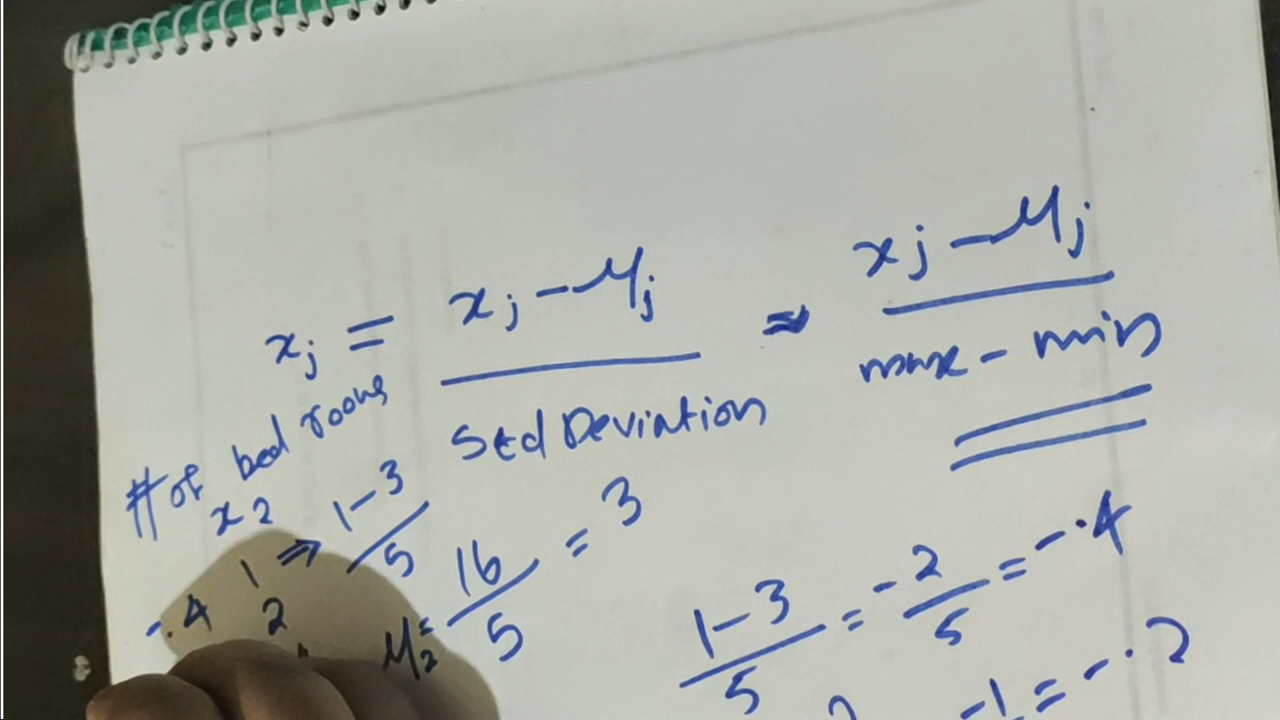 xj = xj - μj / Std Deviation ⇒ xj - μj / max - min
# of bed rooms
x2
1 ⇒ 1-3 / 5
-.4
2
μ2 = 16 / 5 = 3
1-3 / 5 = -2 / 5 = -.4
-1 = -.2